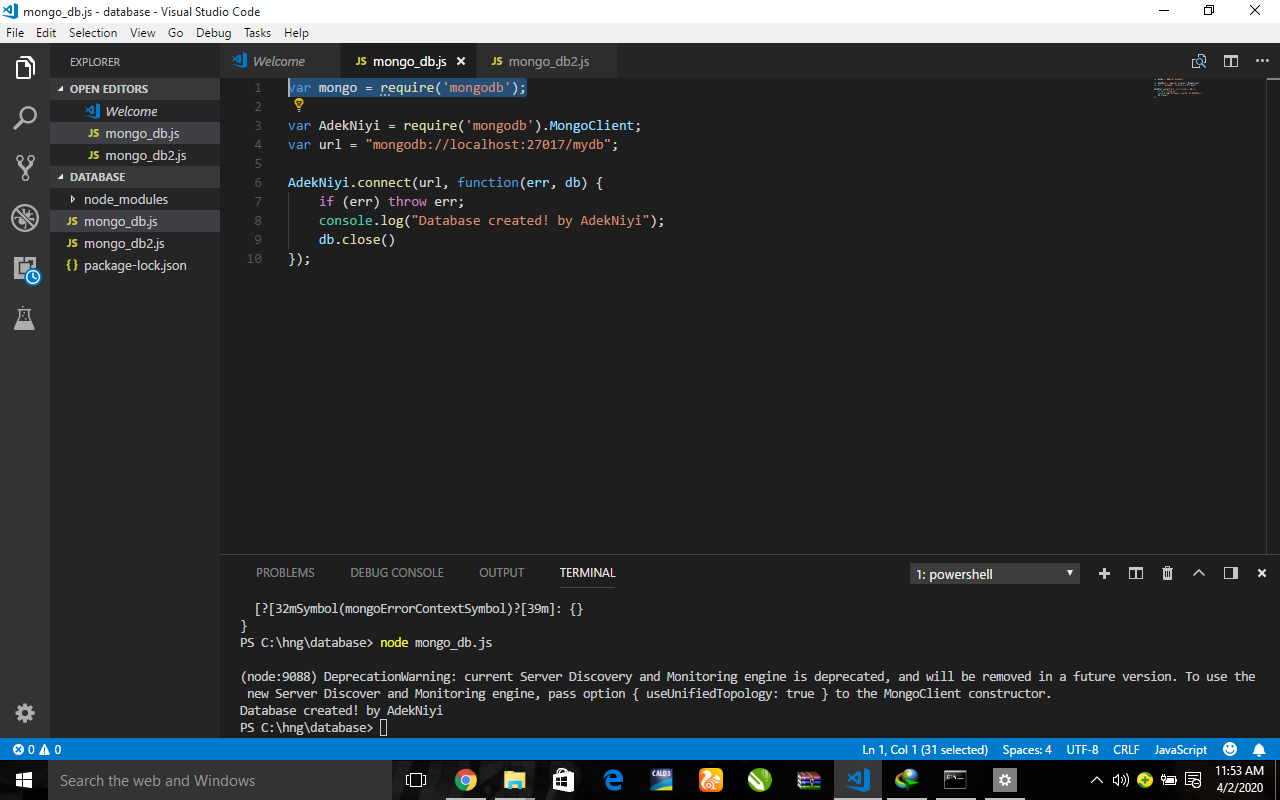 mongo_db.js - database - Visual Studio Code
File Edit Selection View Go Debug Tasks Help
EXPLORER
OPEN EDITORS
Welcome
JS mongo_db.js
JS mongo_db2.js
DATABASE
node_modules
JS mongo_db.js
JS mongo_db2.js
{} package-lock.json
Welcome JS mongo_db.js JS mongo_db2.js
1 var mongo = require('mongodb');
2
3 var AdekNiyi = require('mongodb').MongoClient;
4 var url = "mongodb://localhost:27017/mydb";
5
6 AdekNiyi.connect(url, function(err, db) {
7 if (err) throw err;
8 console.log("Database created! by AdekNiyi");
9 db.close()
10 });
PROBLEMS DEBUG CONSOLE OUTPUT TERMINAL 1: powershell
[?[32mSymbol(mongoErrorContextSymbol)?[39m]: {}
}
PS C:\hng\database> node mongo_db.js
(node:9088) DeprecationWarning: current Server Discovery and Monitoring engine is deprecated, and will be removed in a future version. To use the
new Server Discover and Monitoring engine, pass option { useUnifiedTopology: true } to the MongoClient constructor.
Database created! by AdekNiyi
PS C:\hng\database>
0 0 Ln 1, Col 1 (31 selected) Spaces: 4 UTF-8 CRLF JavaScript
Search the web and Windows
CALD3
11:53 AM
4/2/2020